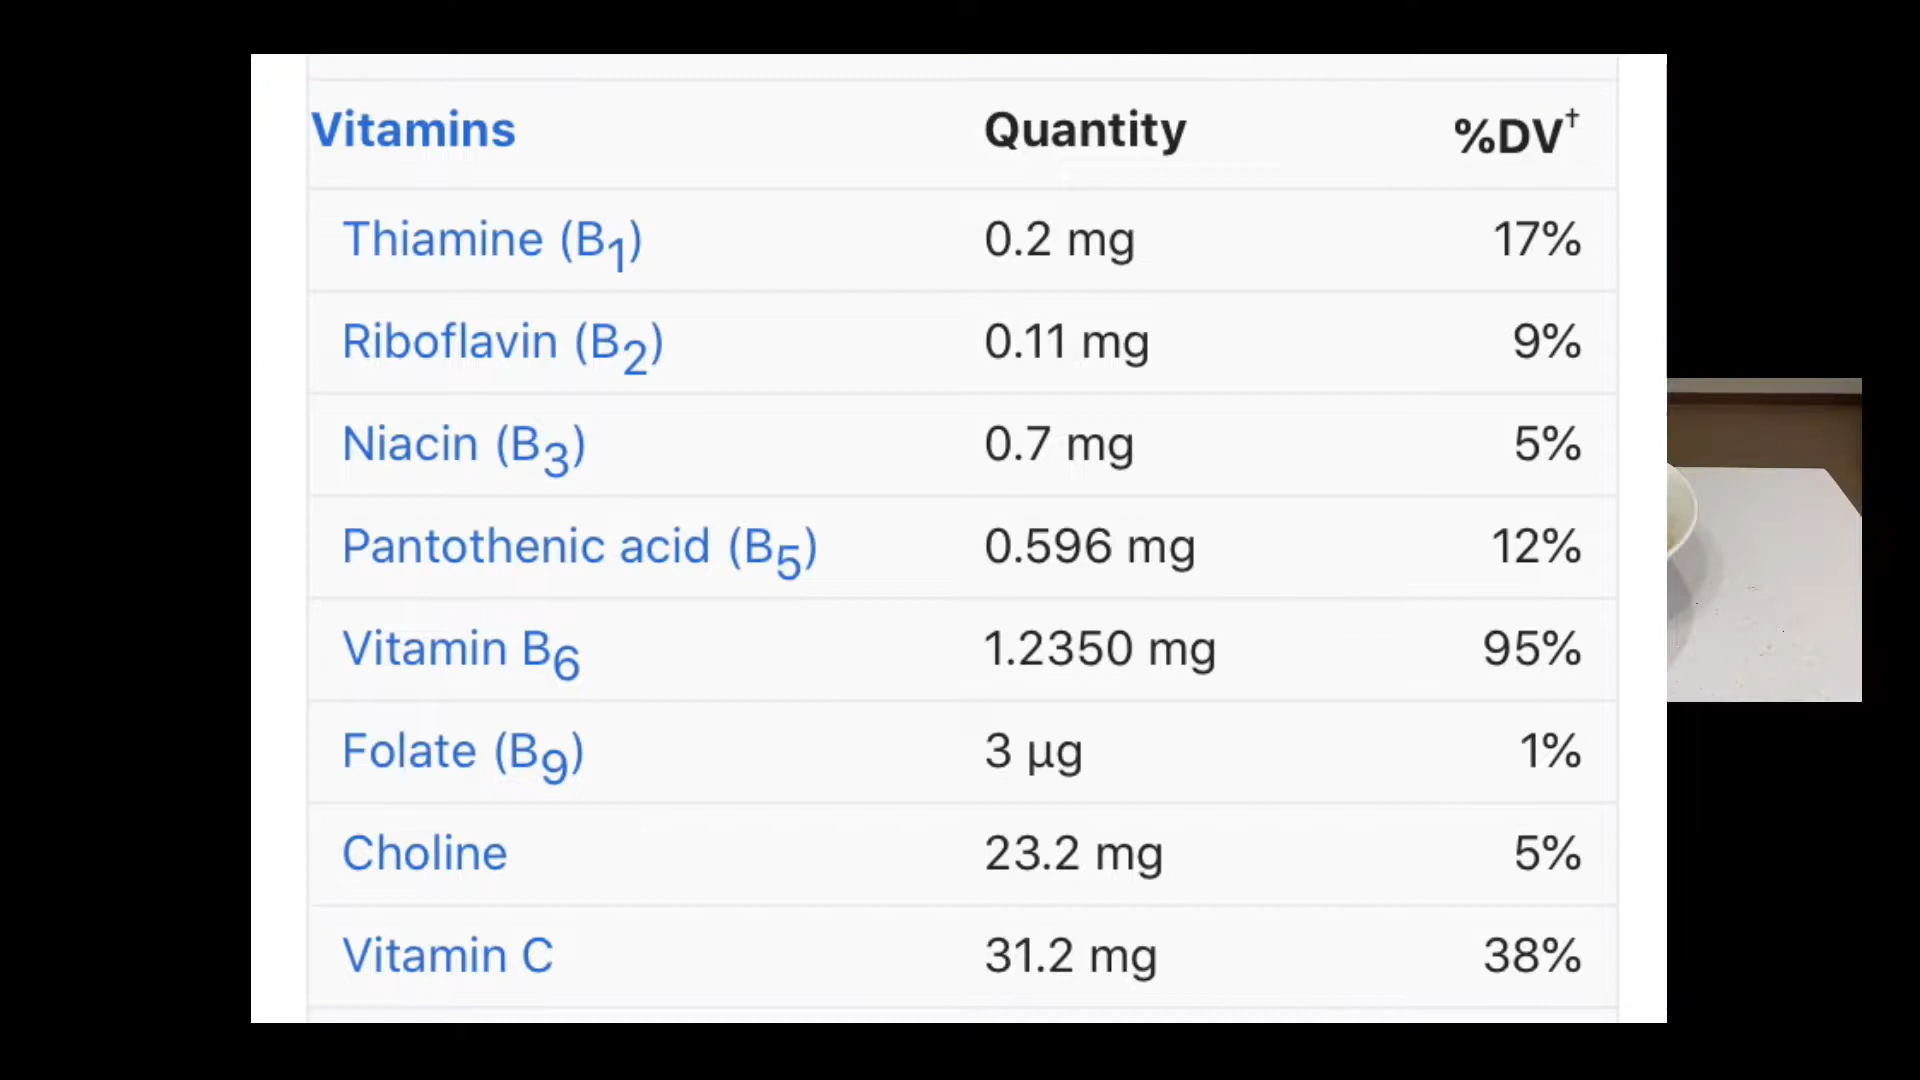 Vitamins Quantity %DV†
Thiamine (B1) 0.2 mg 17%
Riboflavin (B2) 0.11 mg 9%
Niacin (B3) 0.7 mg 5%
Pantothenic acid (B5) 0.596 mg 12%
Vitamin B6 1.2350 mg 95%
Folate (B9) 3 μg 1%
Choline 23.2 mg 5%
Vitamin C 31.2 mg 38%